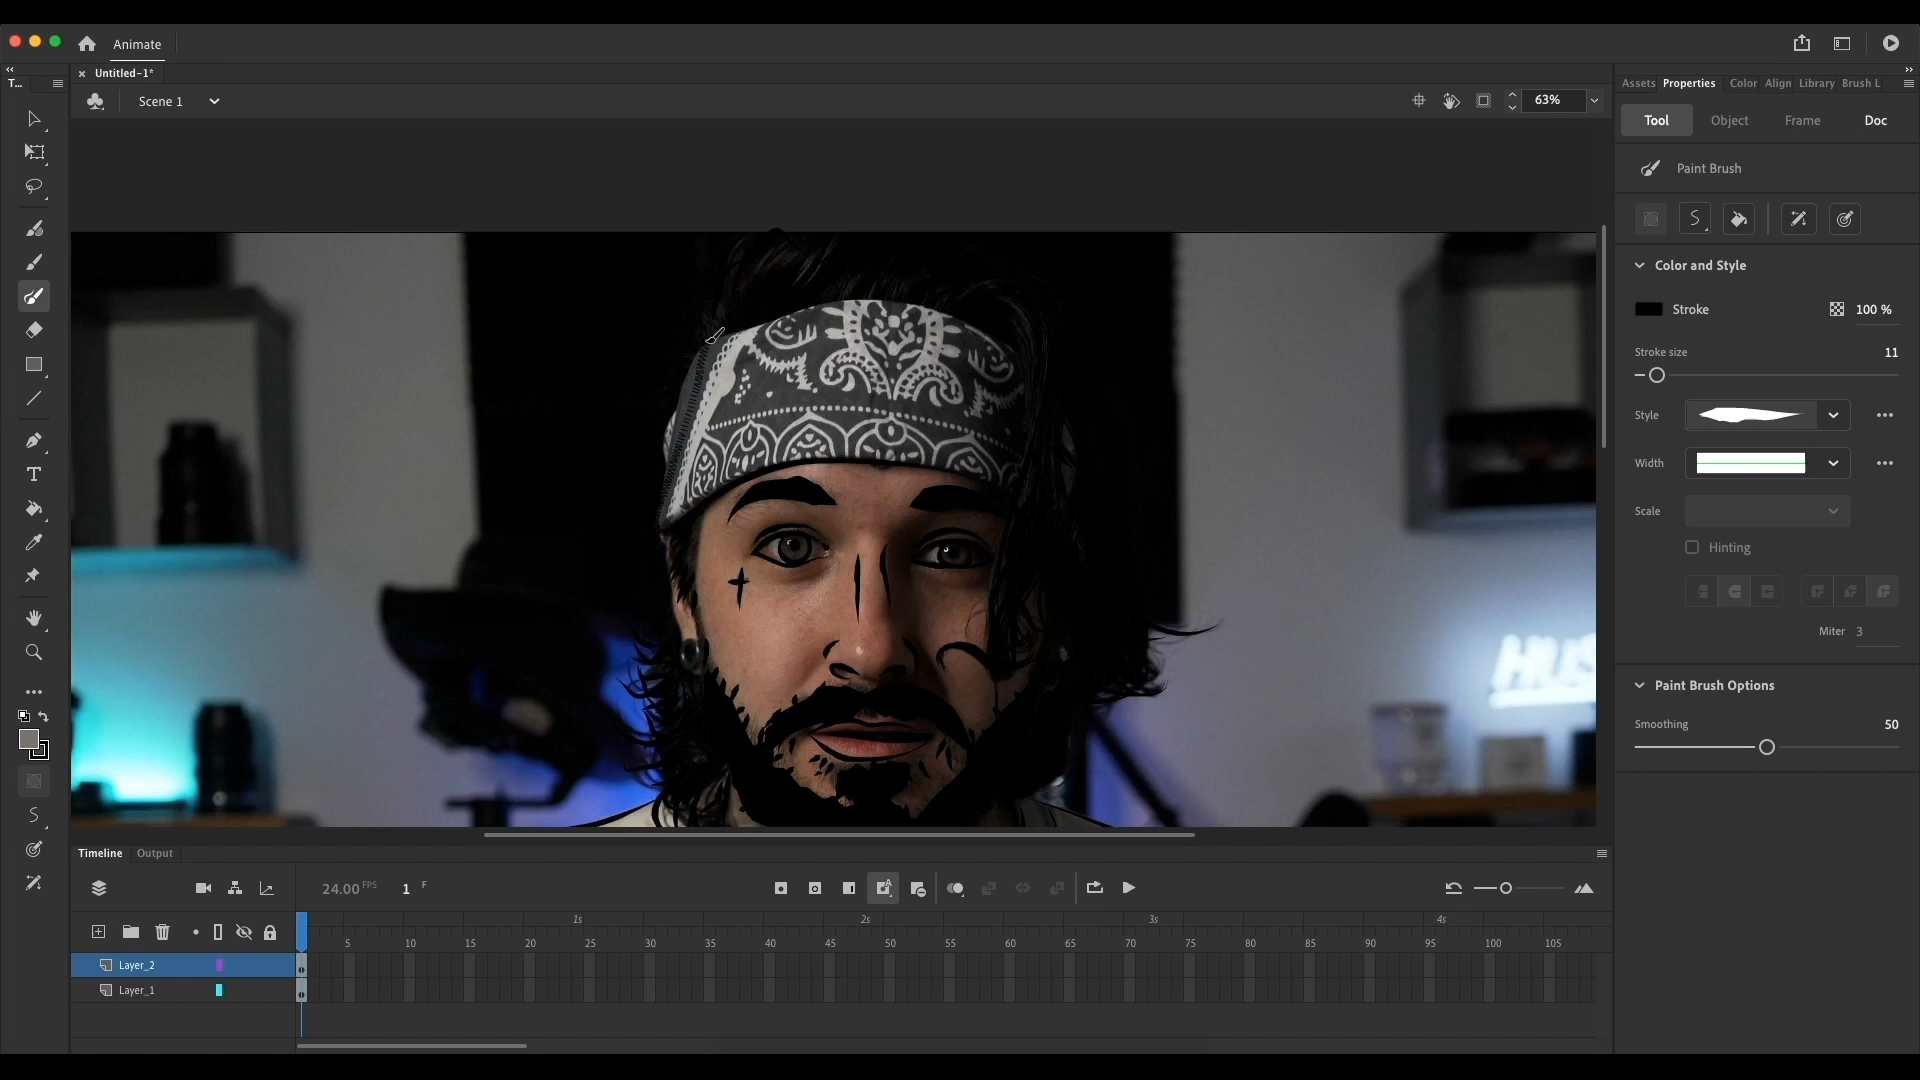 Animate
T...
Untitled-1*
Scene 1
63%
Assets Properties Color Align Library Brush L
Tool Object Frame Doc
Paint Brush
Color and Style
Stroke 100 %
Stroke size 11
Style
Width
Scale
Hinting
Miter 3
Paint Brush Options
Smoothing 50
HUS
Timeline Output
24.00 FPS 1 F
1s 2s 3s 4s
5 10 15 20 25 30 35 40 45 50 55 60 65 70 75 80 85 90 95 100 105
Layer_2
Layer_1